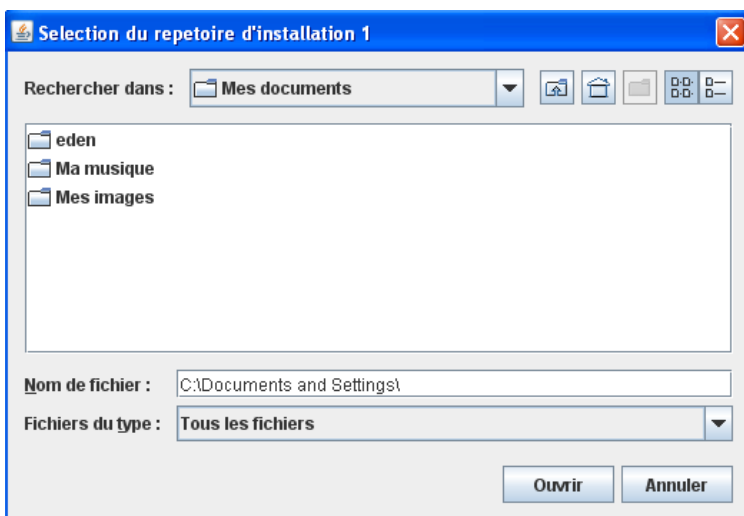 Selection du repetoire d'installation 1
Rechercher dans : Mes documents
eden
Ma musique
Mes images
Nom de fichier : C:\Documents and Settings\
Fichiers du type : Tous les fichiers
Ouvrir Annuler